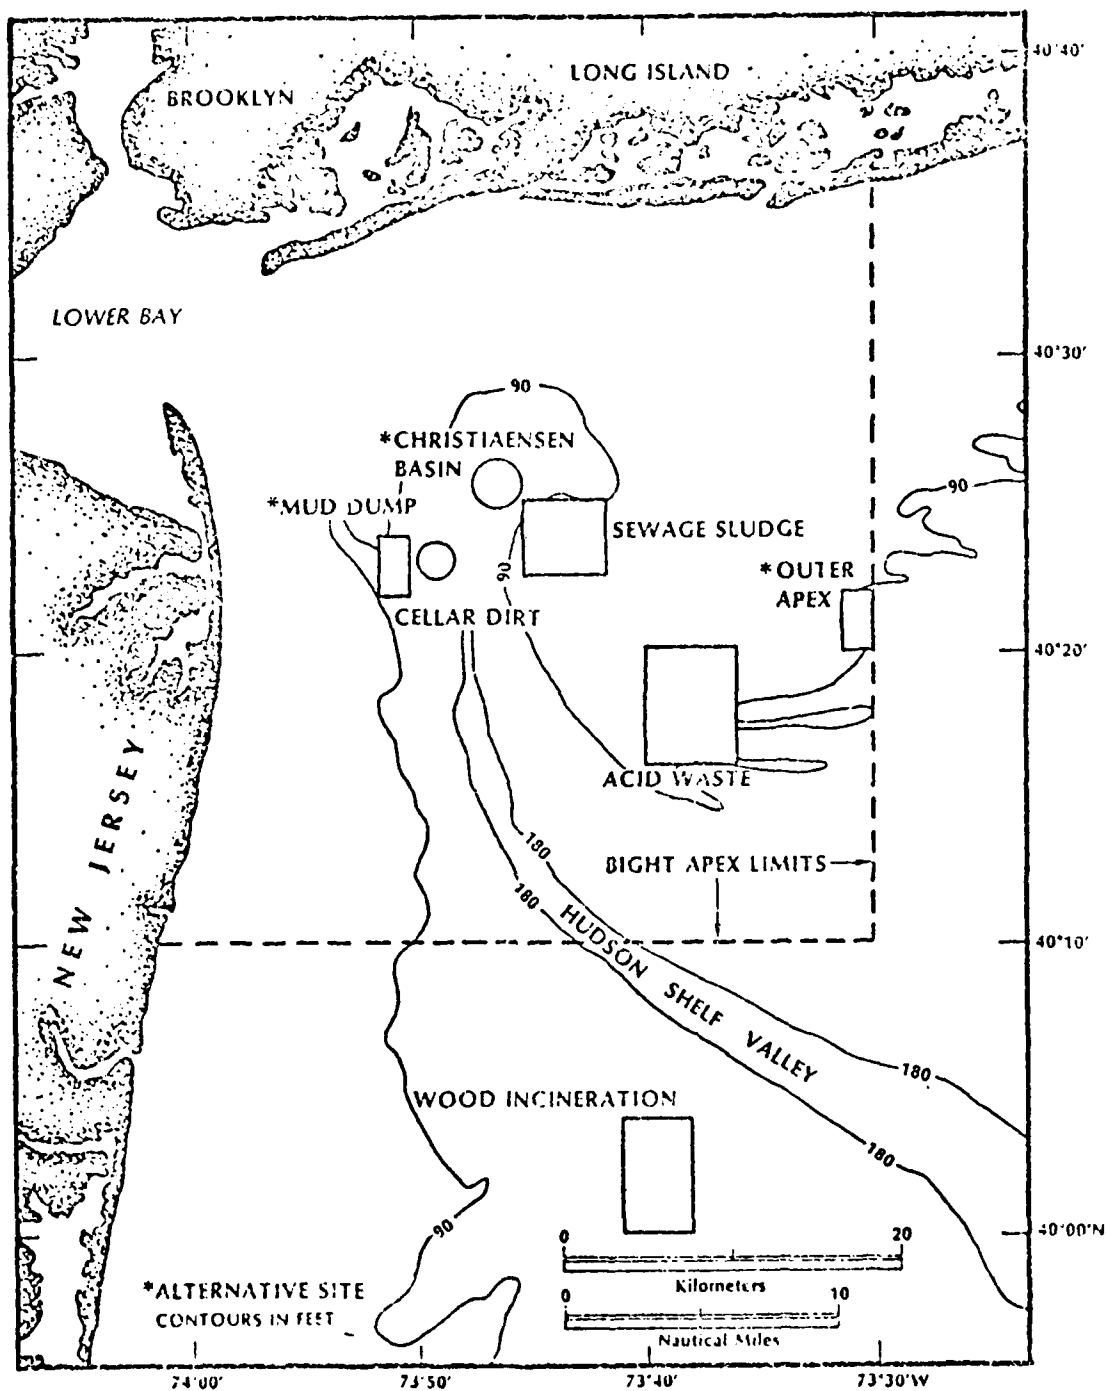 40°40'
LONG ISLAND
BROOKLYN
LOWER BAY
40°30'
90
*CHRISTIAENSEN
BASIN
90
*MUD DUMP
SEWAGE SLUDGE
90
*OUTER
APEX
CELLAR DIRT
40°20'
NEW JERSEY
ACID WASTE
180
BIGHT APEX LIMITS
180
HUDSON SHELF VALLEY
40°10'
180
WOOD INCINERATION
180
90
40°00'N
0 20
Kilometers
*ALTERNATIVE SITE
0 10
CONTOURS IN FEET
Nautical Miles
74°00' 73°50' 73°40' 73°30'W